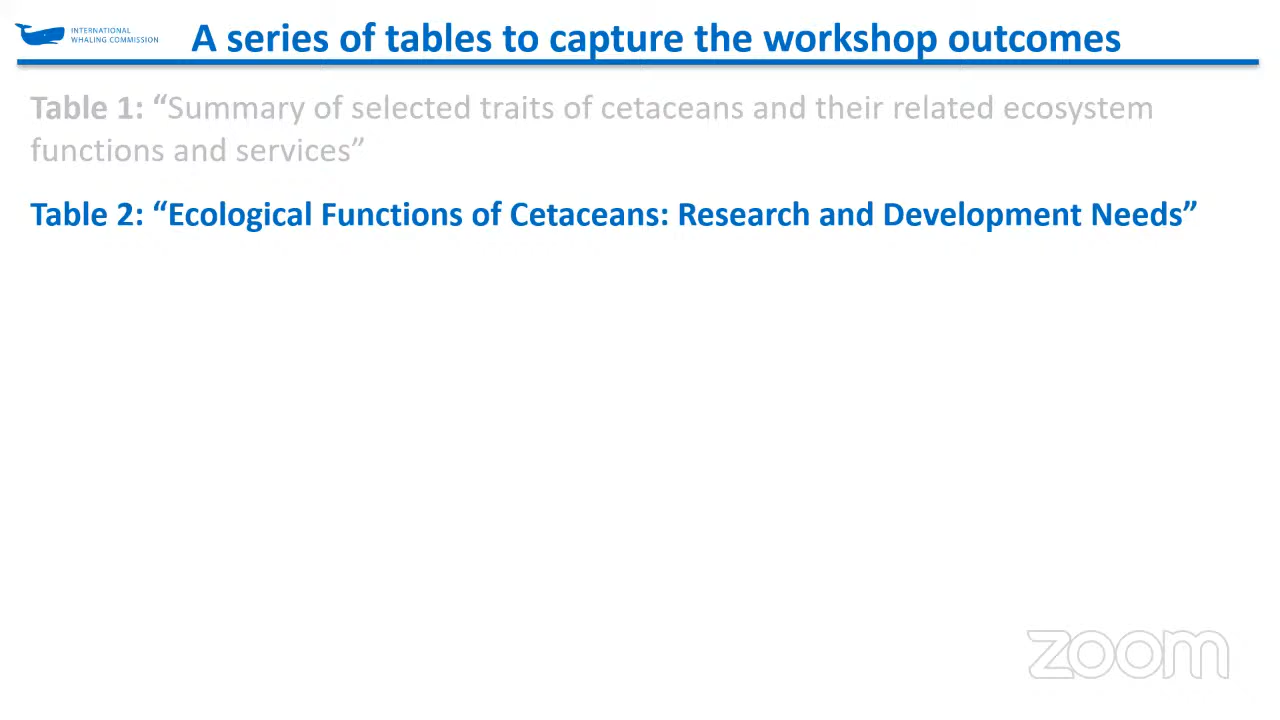 INTERNATIONAL
WHALING COMMISSION
A series of tables to capture the workshop outcomes
Table 1: “Summary of selected traits of cetaceans and their related ecosystem
functions and services”
Table 2: “Ecological Functions of Cetaceans: Research and Development Needs”
zoom